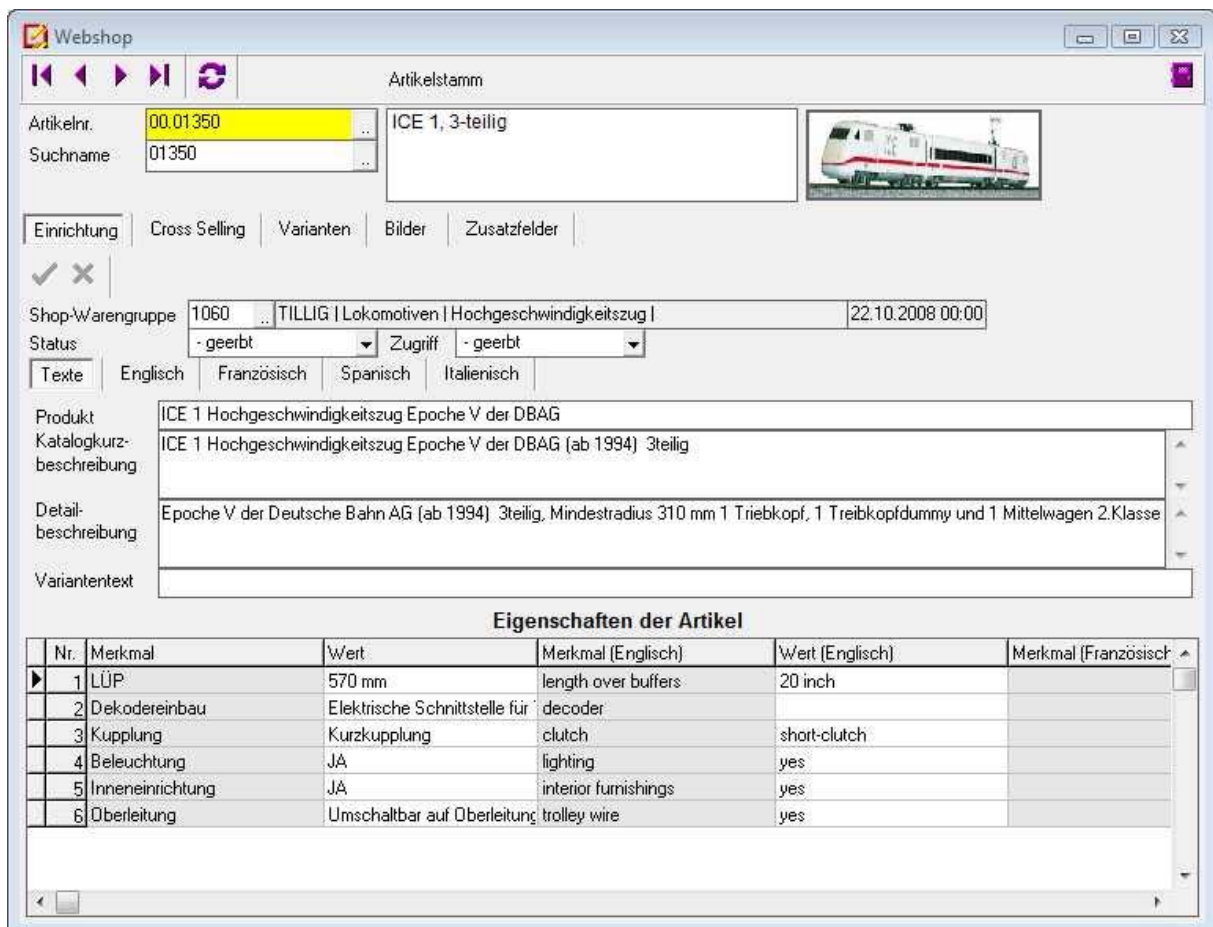 Webshop
Artikelstamm
Artikelnr. 00.01350 .. ICE 1, 3-teilig
Suchname 01350 ..
Einrichtung Cross Selling Varianten Bilder Zusatzfelder
Shop-Warengruppe 1060 .. TILLIG | Lokomotiven | Hochgeschwindigkeitszug | 22.10.2008 00:00
Status - geerbt Zugriff - geerbt
Texte Englisch Französisch Spanisch Italienisch
Produkt ICE 1 Hochgeschwindigkeitszug Epoche V der DBAG
Katalogkurz- ICE 1 Hochgeschwindigkeitszug Epoche V der DBAG (ab 1994) 3teilig
beschreibung
Detail- Epoche V der Deutsche Bahn AG (ab 1994) 3teilig, Mindestradius 310 mm 1 Triebkopf, 1 Treibkopfdummy und 1 Mittelwagen 2.Klasse
beschreibung
Variantentext
Eigenschaften der Artikel
Nr. Merkmal Wert Merkmal (Englisch) Wert (Englisch) Merkmal (Französisch
1 LÜP 570 mm length over buffers 20 inch
2 Dekodereinbau Elektrische Schnittstelle für decoder
3 Kupplung Kurzkupplung clutch short-clutch
4 Beleuchtung JA lighting yes
5 Inneneinrichtung JA interior furnishings yes
6 Oberleitung Umschaltbar auf Oberleitung trolley wire yes